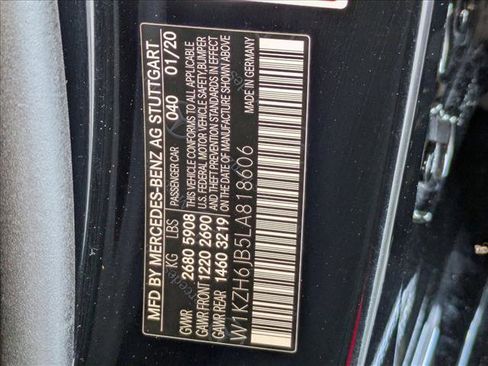 MFD BY MERCEDES-BENZ AG STUTTGART
PASSENGER CAR 040 01/20
THIS VEHICLE CONFORMS TO ALL APPLICABLE
U.S. FEDERAL MOTOR VEHICLE SAFETY, BUMPER
AND THEFT PREVENTION STANDARDS IN EFFECT
ON THE DATE OF MANUFACTURE SHOWN ABOVE
KG LBS
GVWR 2680 5908
GAWR FRONT 1220 2690
GAWR REAR 1460 3219
MADE IN GERMANY
W1KZH6JB5LA818606